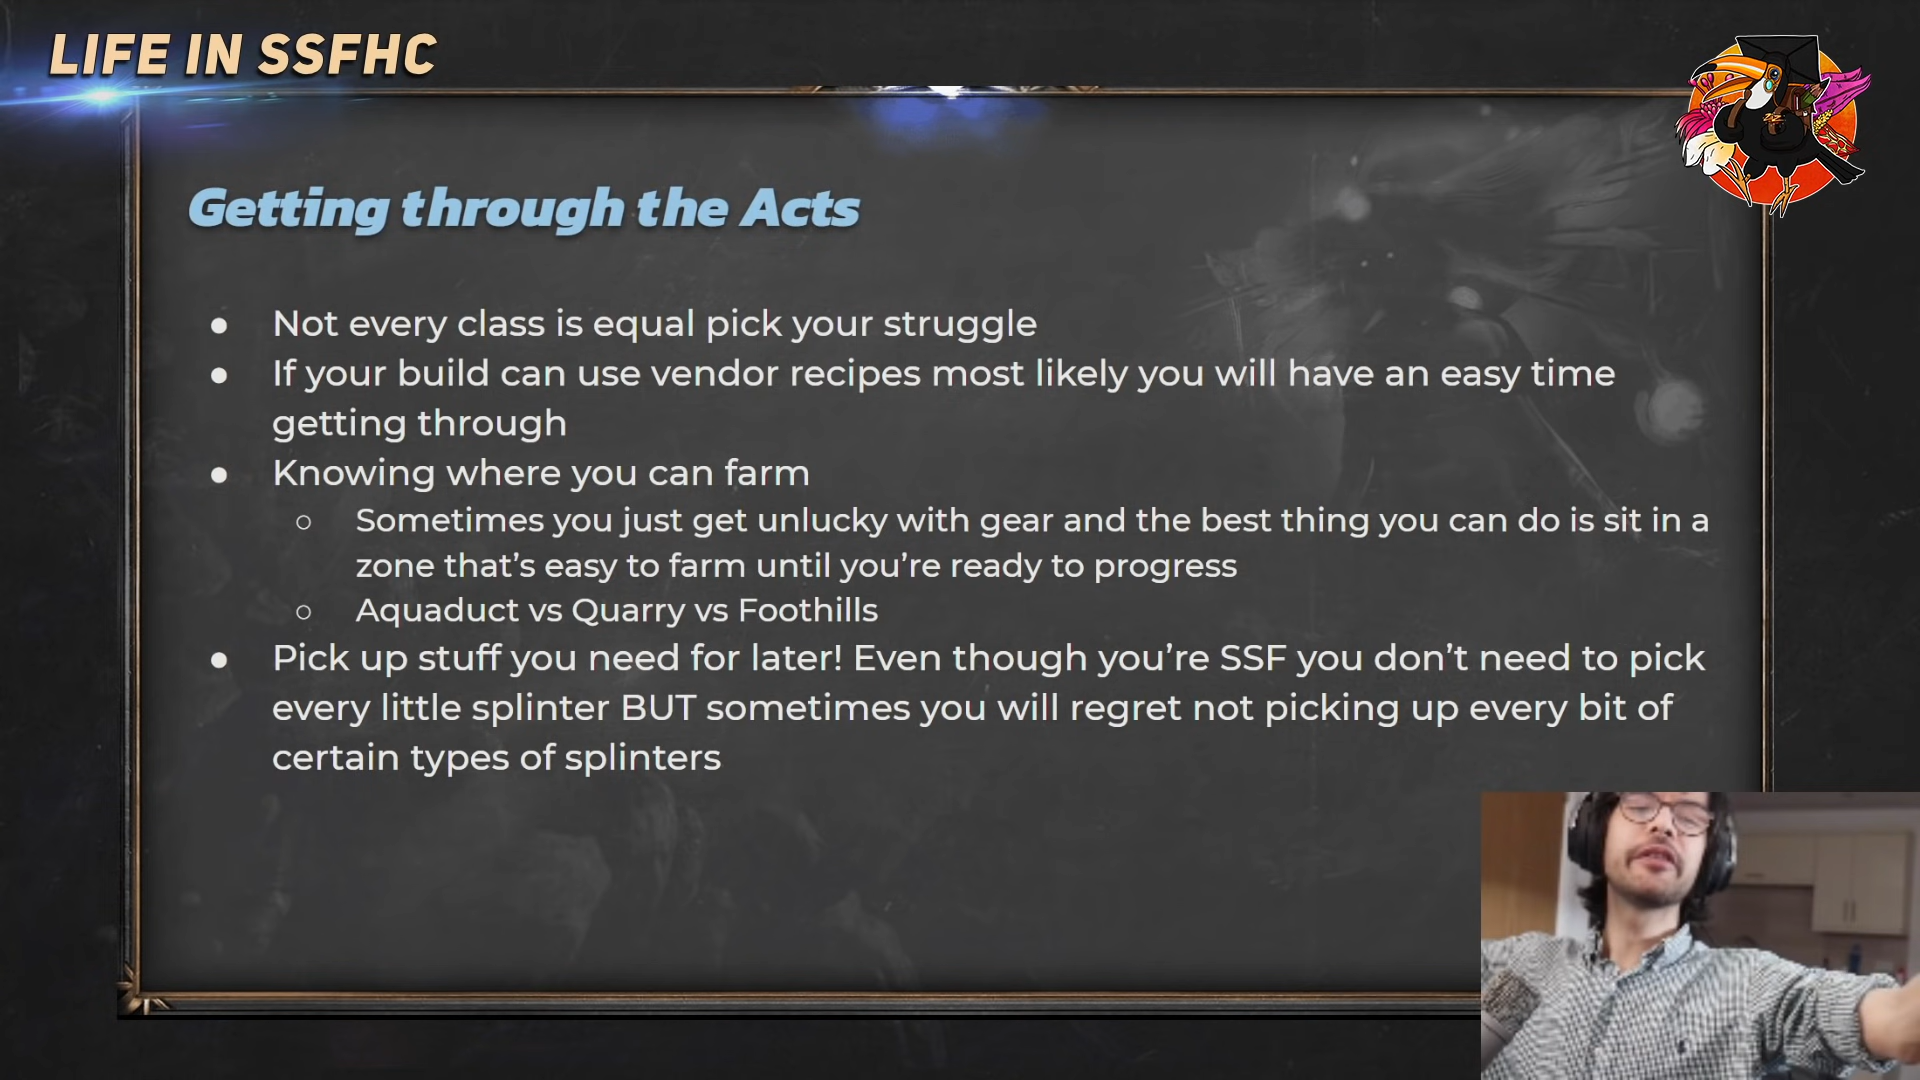 LIFE IN SSFHC
Getting through the Acts
● Not every class is equal pick your struggle
● If your build can use vendor recipes most likely you will have an easy time
getting through
● Knowing where you can farm
○ Sometimes you just get unlucky with gear and the best thing you can do is sit in a
zone that’s easy to farm until you’re ready to progress
○ Aquaduct vs Quarry vs Foothills
● Pick up stuff you need for later! Even though you’re SSF you don’t need to pick
every little splinter BUT sometimes you will regret not picking up every bit of
certain types of splinters